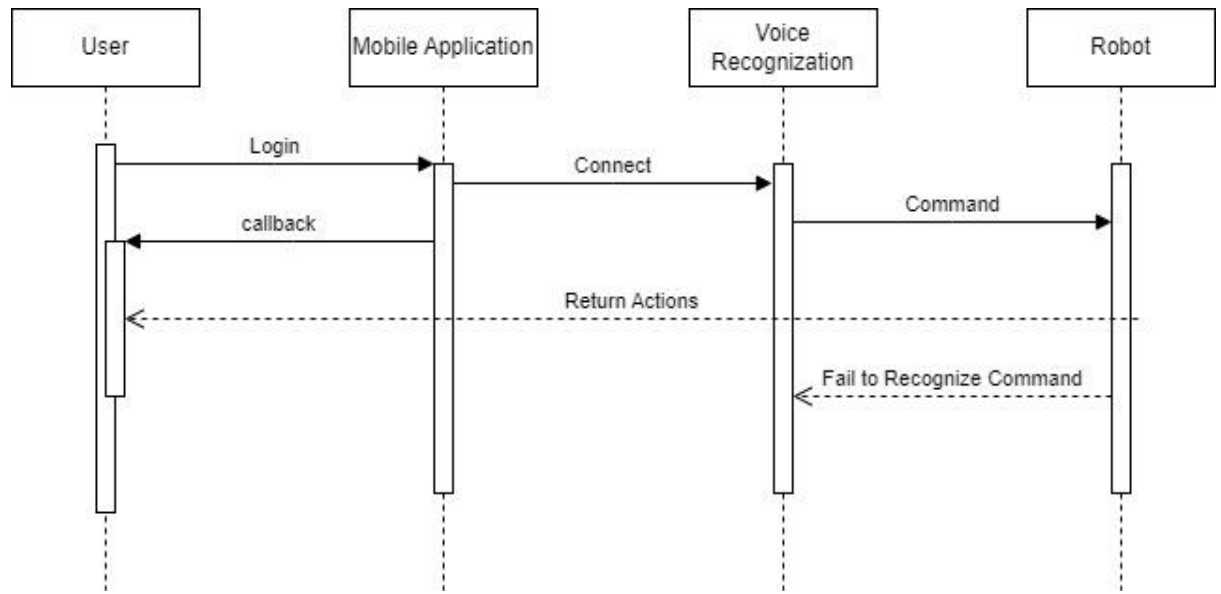 User
Mobile Application
Voice
Recognization
Robot
Login
Connect
Command
callback
Return Actions
Fail to Recognize Command